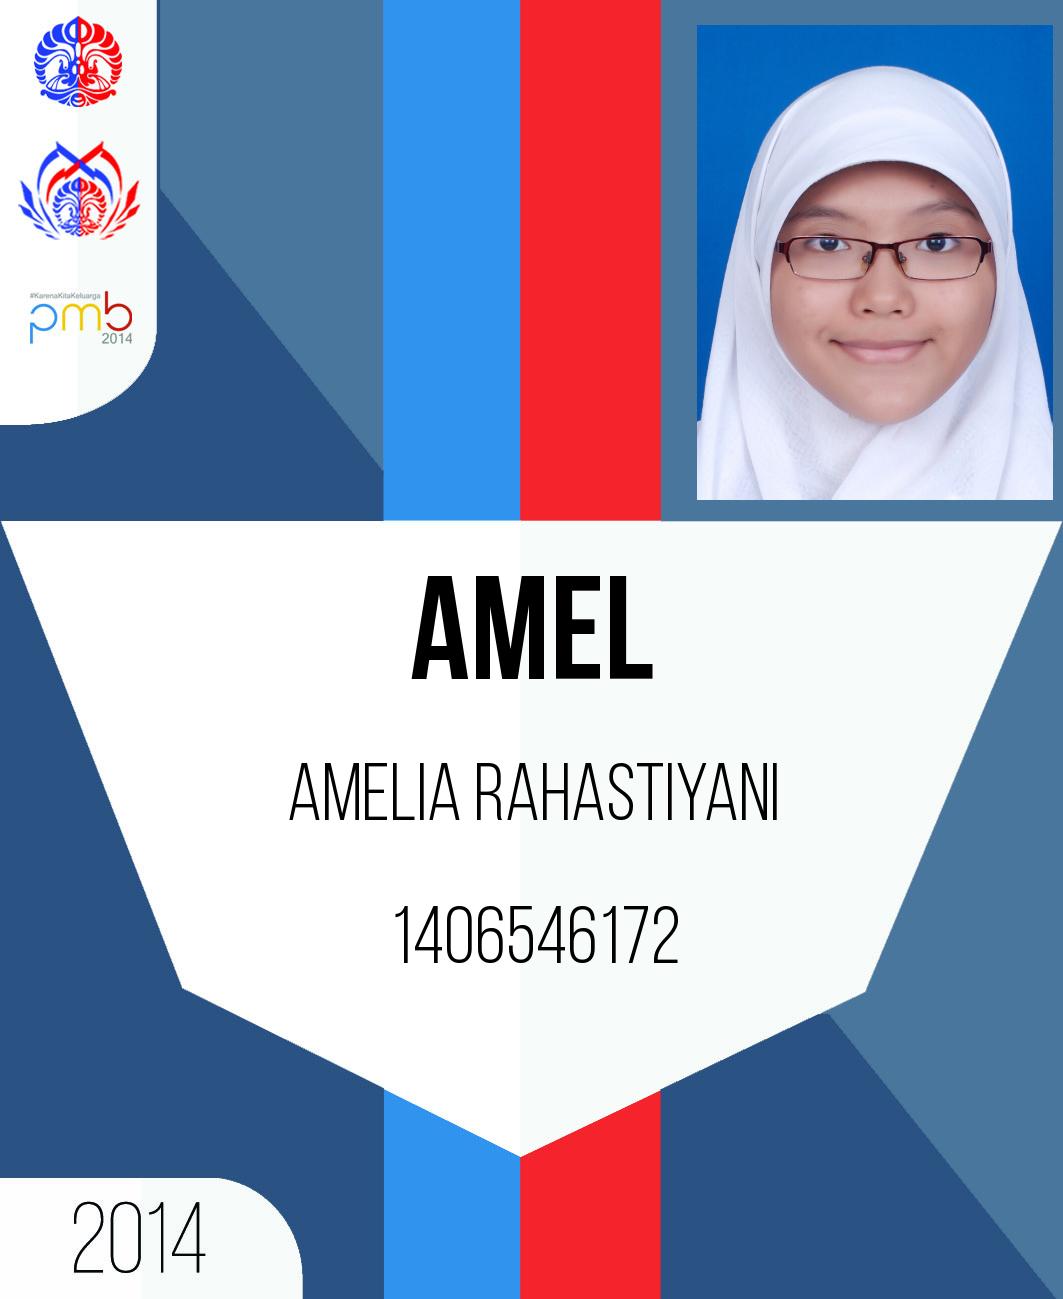 #KarenaKitaKeluarga
pmb
2014
AMEL
AMELIA RAHASTIYANI
1406546172
2014